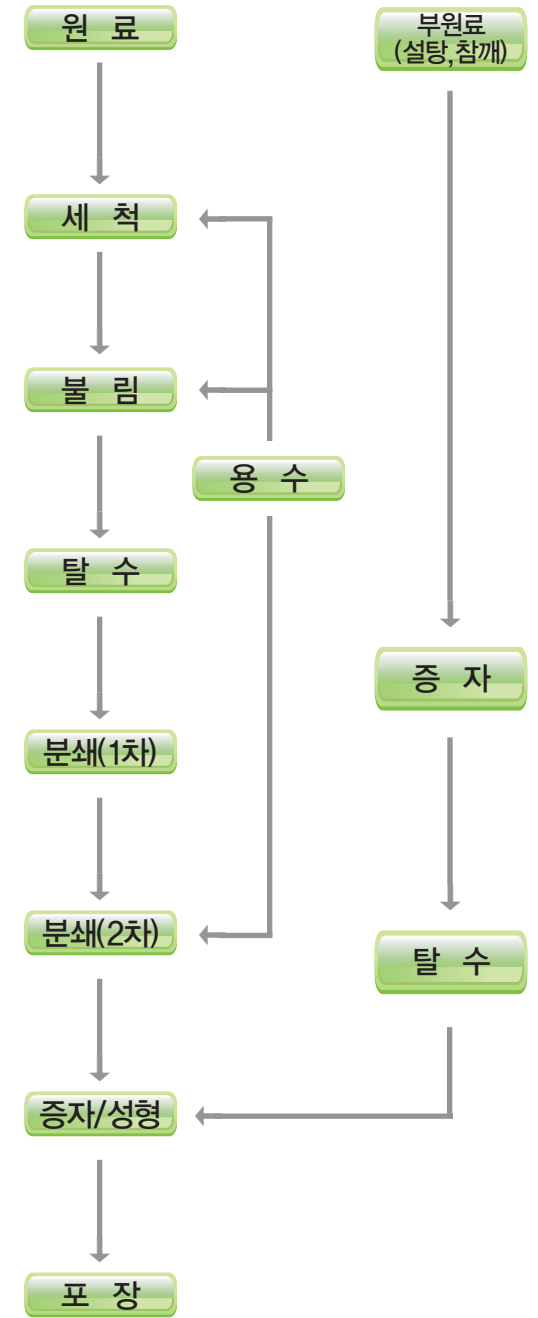 원 료
부원료
(설탕,참깨)
세 척
불 림
용 수
탈 수
증 자
분쇄(1차)
분쇄(2차)
탈 수
증자/성형
포 장